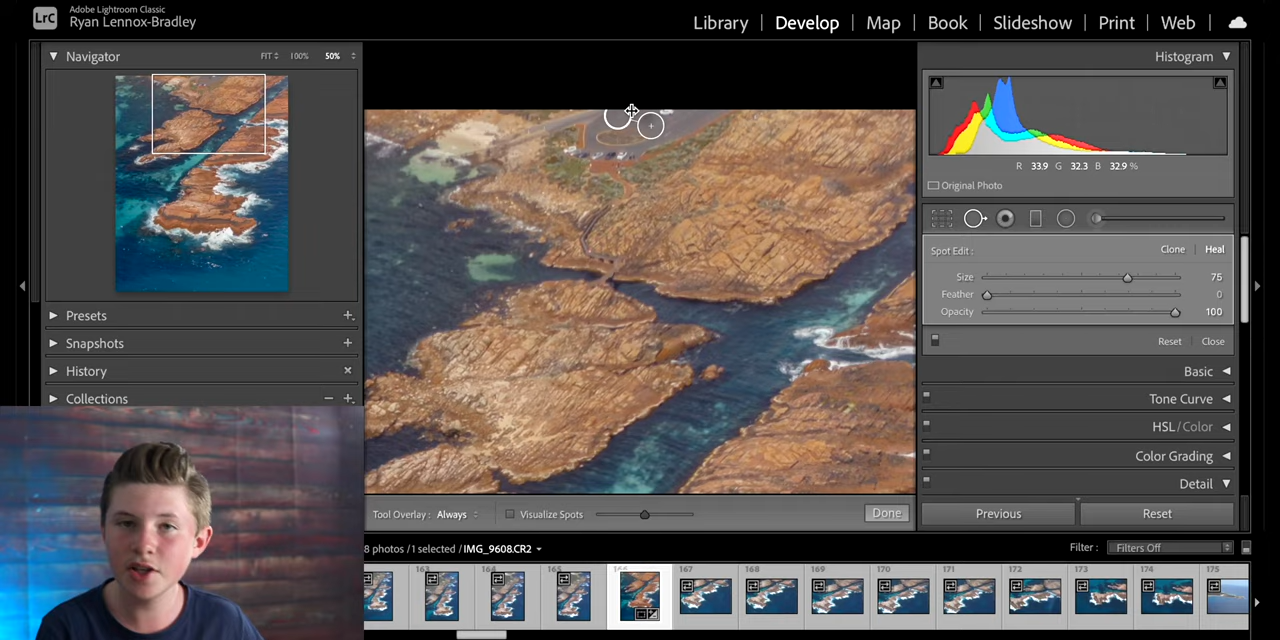 LrC
Adobe Lightroom Classic
Ryan Lennox-Bradley
Library | Develop | Map | Book | Slideshow | Print | Web
Navigator FIT 100% 50%
Presets
Snapshots
History
Collections
Histogram
R 33.9 G 32.3 B 32.9 %
Original Photo
Spot Edit : Clone | Heal
Size 75
Feather 0
Opacity 100
Reset Close
Basic
Tone Curve
HSL / Color
Color Grading
Detail
Previous Reset
Tool Overlay : Always Visualize Spots Done
8 photos / 1 selected / IMG_9608.CR2
Filter : Filters Off
163 164 165 167 168 169 170 171 172 173 174 175